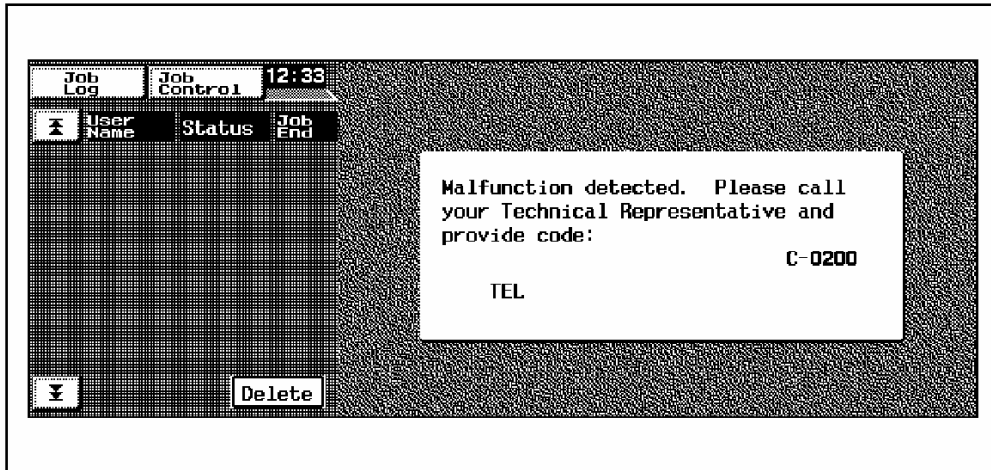 Job Log
Job Control
12:33
User Name
Status
Job End
Malfunction detected. Please call
your Technical Representative and
provide code:
C-0200
TEL
Delete